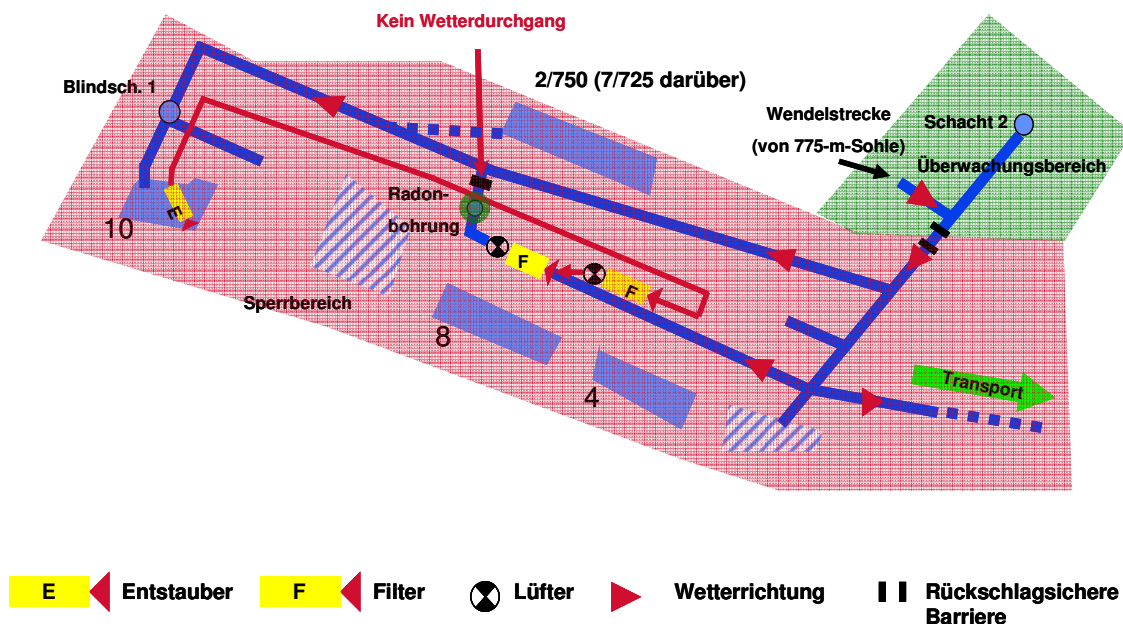 Kein Wetterdurchgang
2/750 (7/725 darüber)
Blindsch. 1
Wendelstrecke
(von 775-m-Sohle)
Schacht 2
Überwachungsbereich
Radon-
bohrung
E
10
F
F
Sperrbereich
8
4
Transport
E
Entstauber
F
Filter
Lüfter
Wetterrichtung
Rückschlagsichere
Barriere